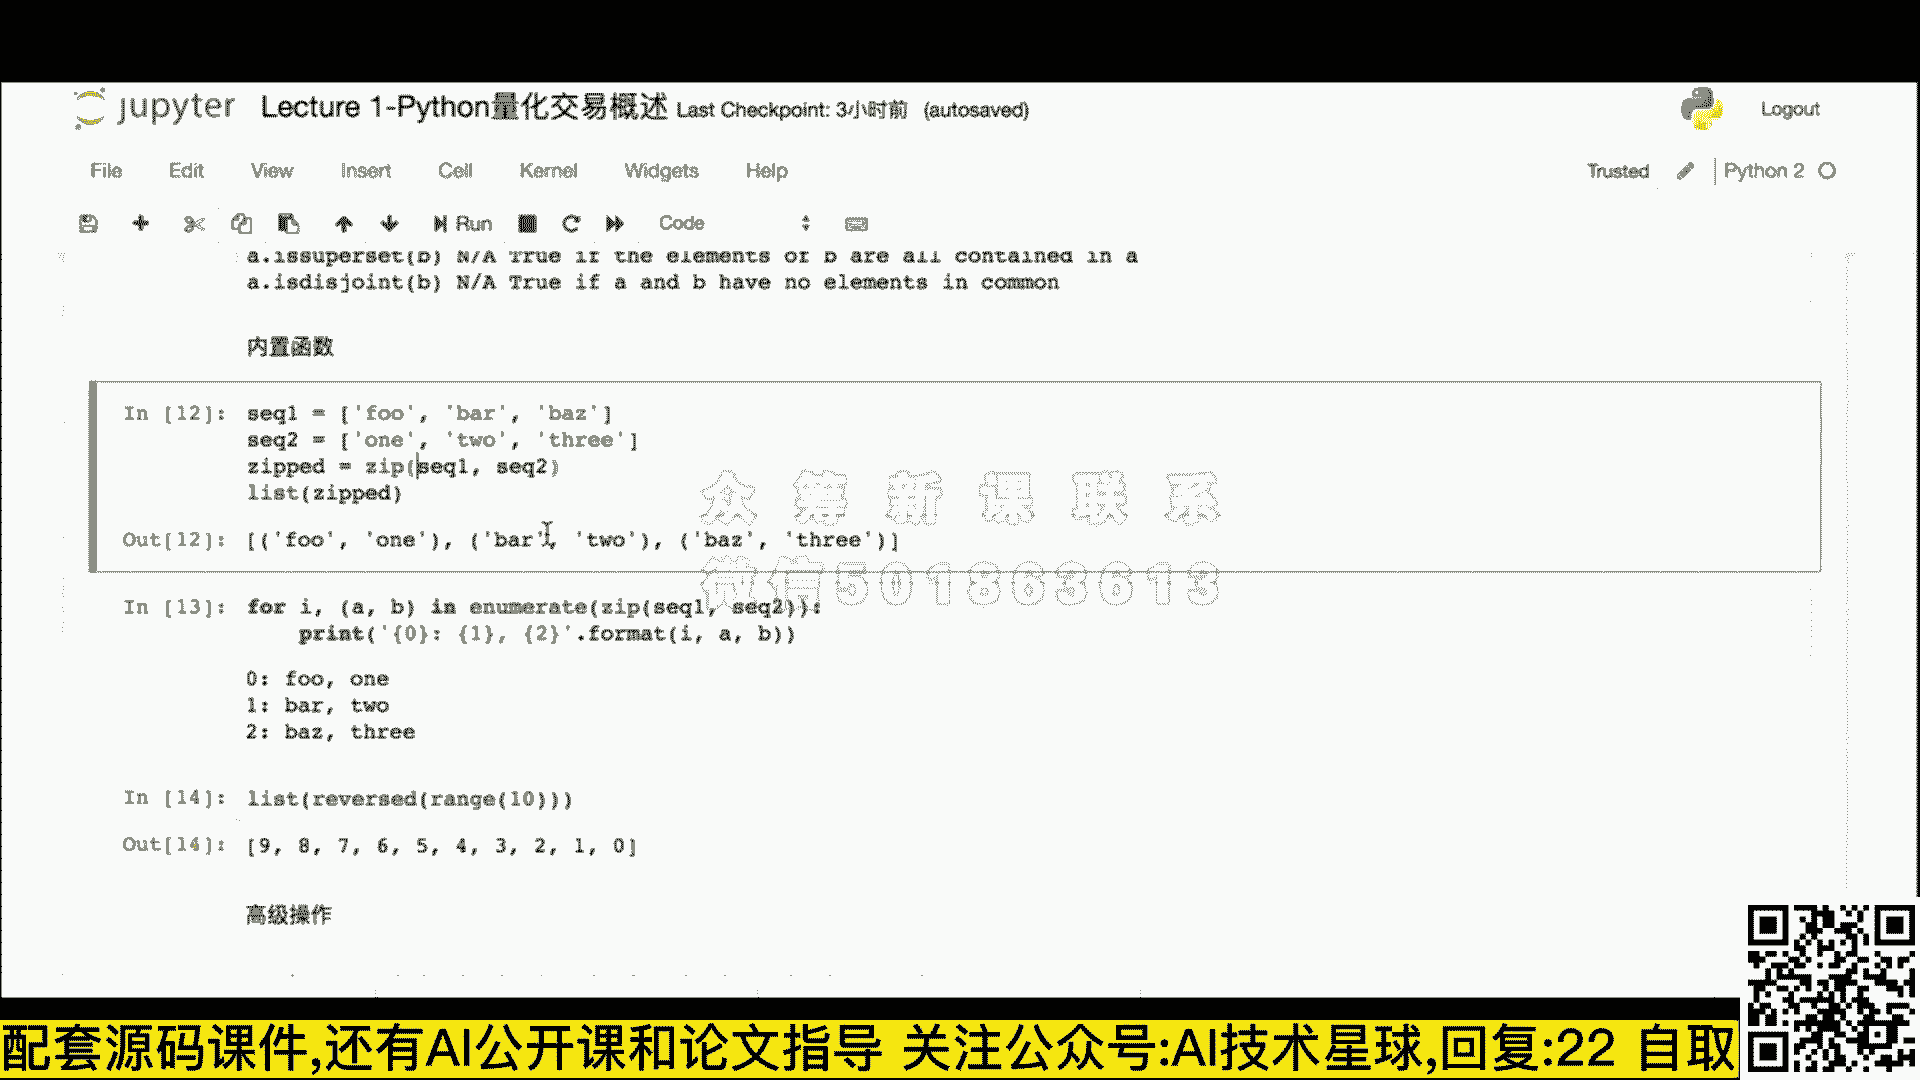 jupyter Lecture 1-Python量化交易概述 Last Checkpoint: 3小时前 (autosaved) Logout
File Edit View Insert Cell Kernel Widgets Help Trusted Python 2
Run Code
a.issuperset(b) N/A True if the elements of b are all contained in a
a.isdisjoint(b) N/A True if a and b have no elements in common
内置函数
In [12]: seq1 = ['foo', 'bar', 'baz']
seq2 = ['one', 'two', 'three']
zipped = zip(seq1, seq2)
list(zipped)
Out[12]: [('foo', 'one'), ('bar', 'two'), ('baz', 'three')]
众筹新课联系
微信501863613
In [13]: for i, (a, b) in enumerate(zip(seq1, seq2)):
print('{0}: {1}, {2}'.format(i, a, b))
0: foo, one
1: bar, two
2: baz, three
In [14]: list(reversed(range(10)))
Out[14]: [9, 8, 7, 6, 5, 4, 3, 2, 1, 0]
高级操作
配套源码课件,还有AI公开课和论文指导 关注公众号:AI技术星球,回复:22 自取